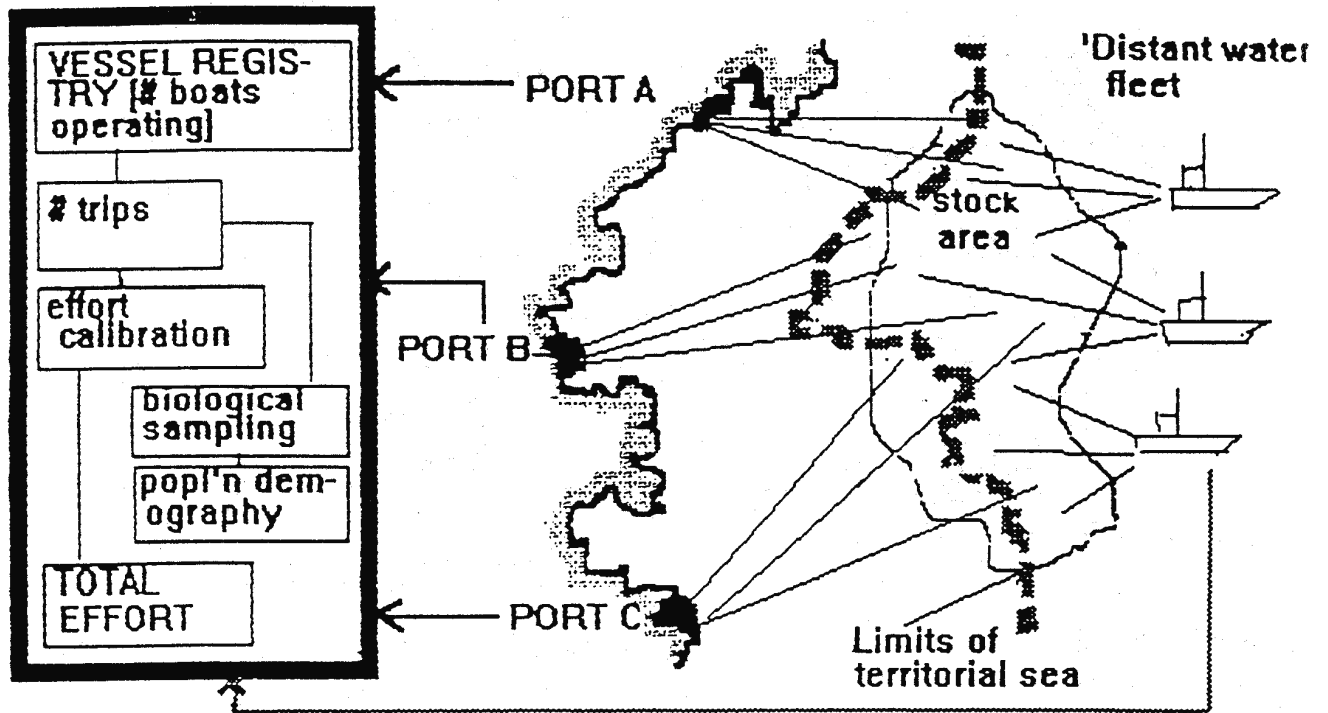 VESSEL REGIS-
TRY [# boats
operating]
# trips
effort
calibration
biological
sampling
popl'n dem-
ography
TOTAL
EFFORT
PORT A
PORT B
PORT C
'Distant water
fleet
stock
area
Limits of
territorial sea